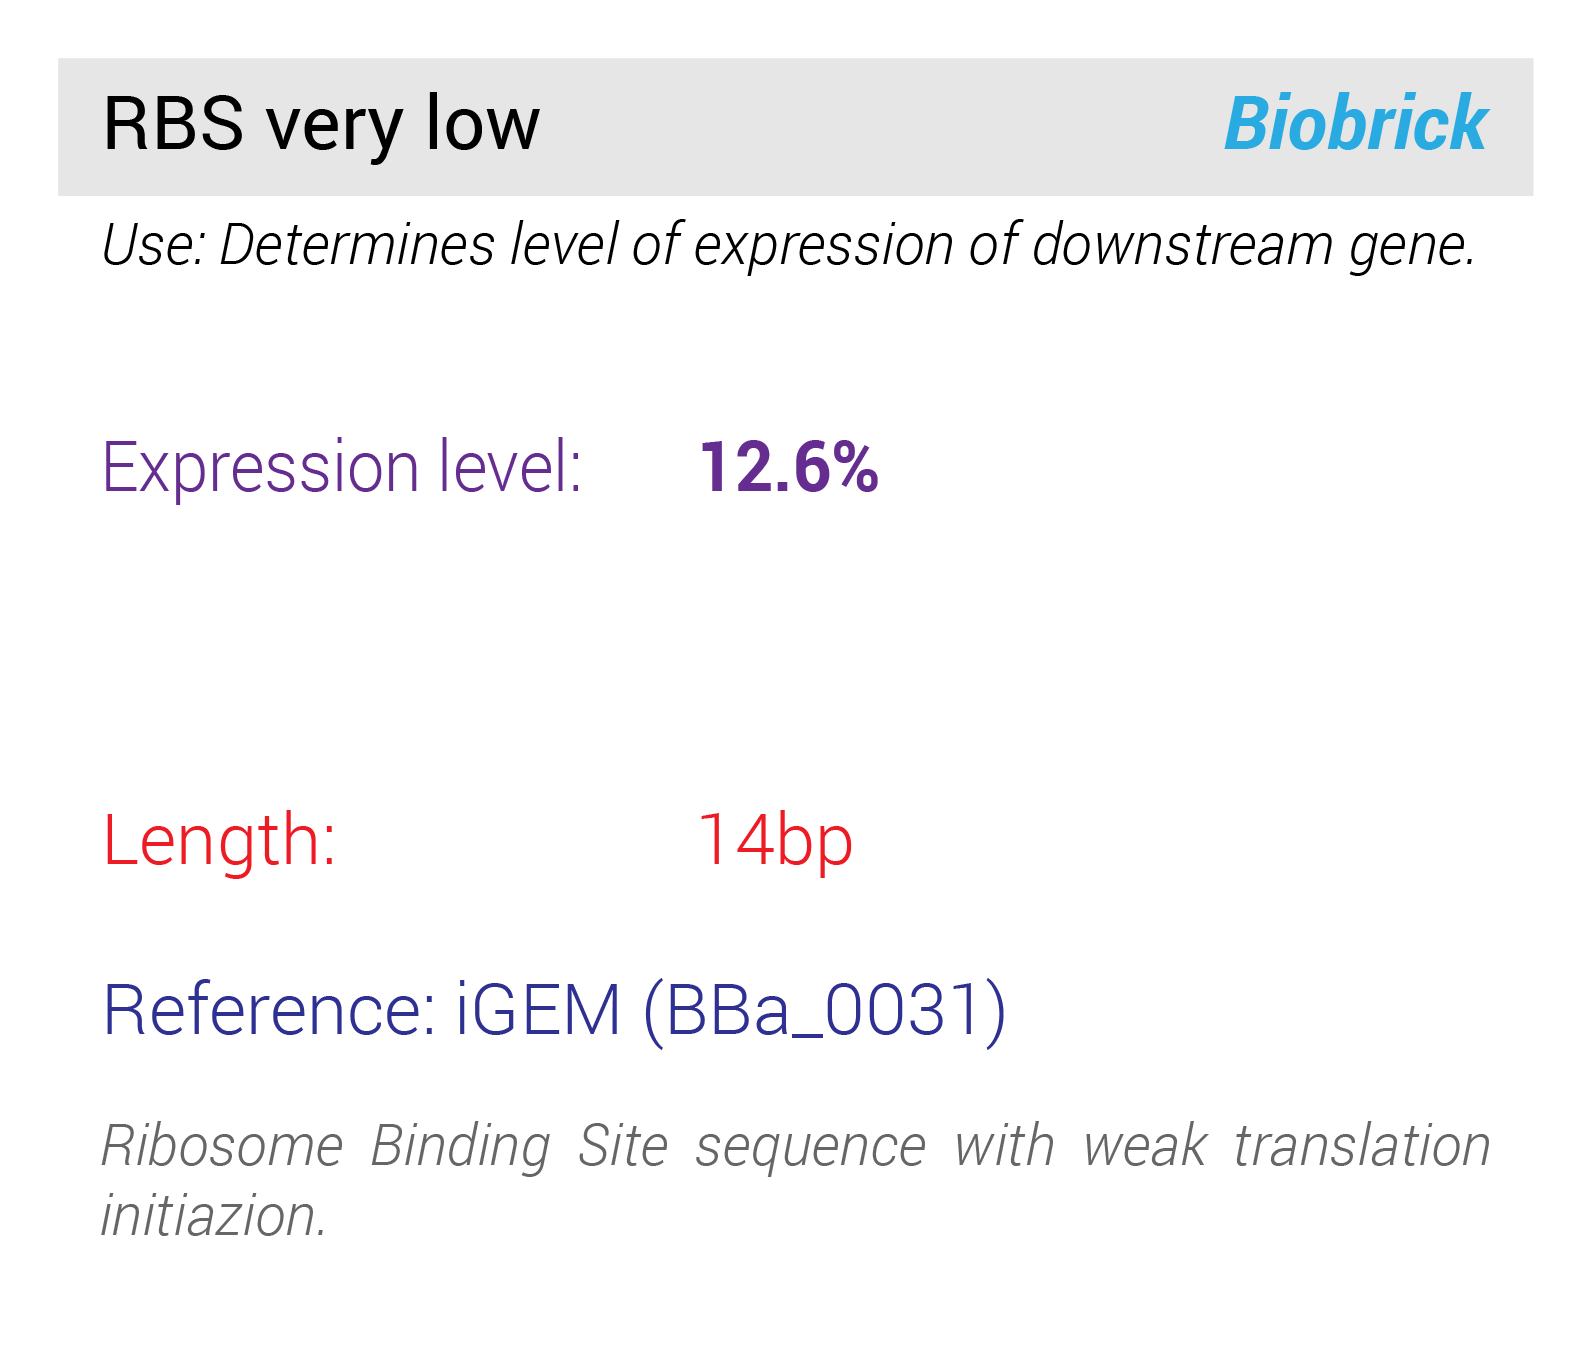 RBS very low Biobrick
Use: Determines level of expression of downstream gene.
Expression level: 12.6%
Length: 14bp
Reference: iGEM (BBa_0031)
Ribosome Binding Site sequence with weak translation
initiazion.